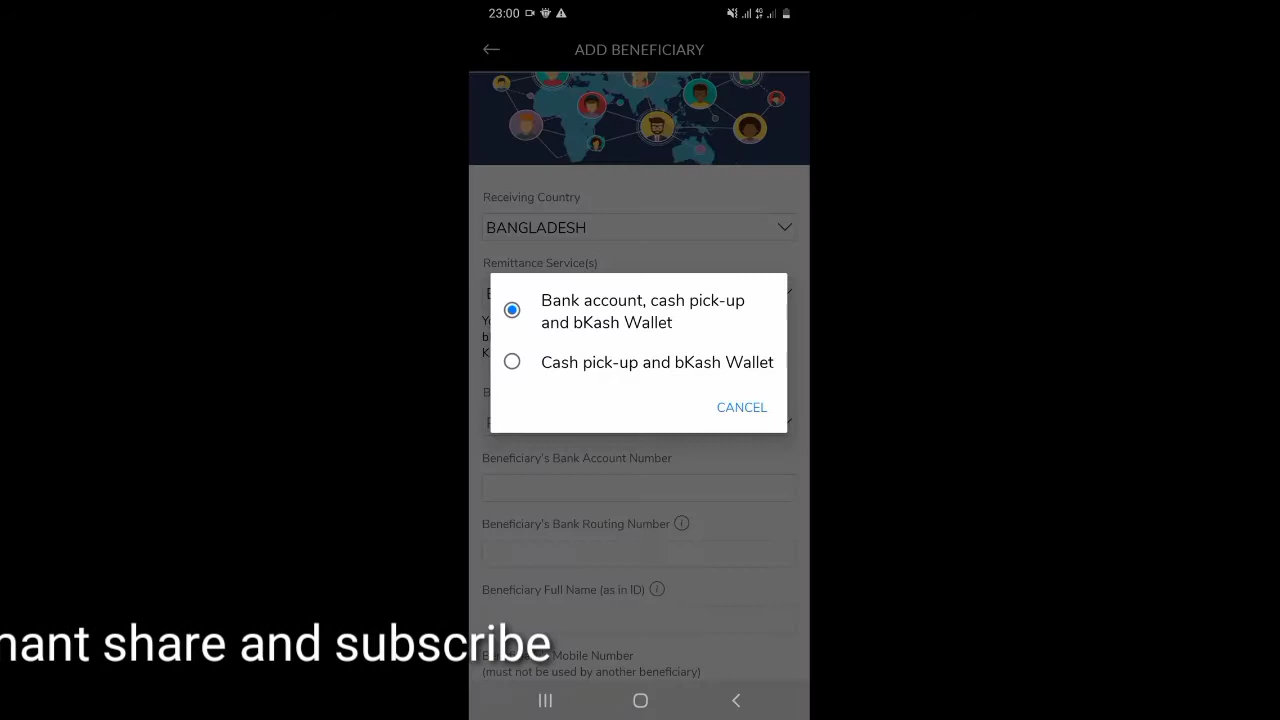 23:00
4G
ADD BENEFICIARY
Receiving Country
BANGLADESH
Remittance Service(s)
Bank account, cash pick-up
and bKash Wallet
Cash pick-up and bKash Wallet
CANCEL
Beneficiary's Bank Account Number
Beneficiary's Bank Routing Number
Beneficiary Full Name (as in ID)
share and subscribe
Mobile Number
(must not be used by another beneficiary)